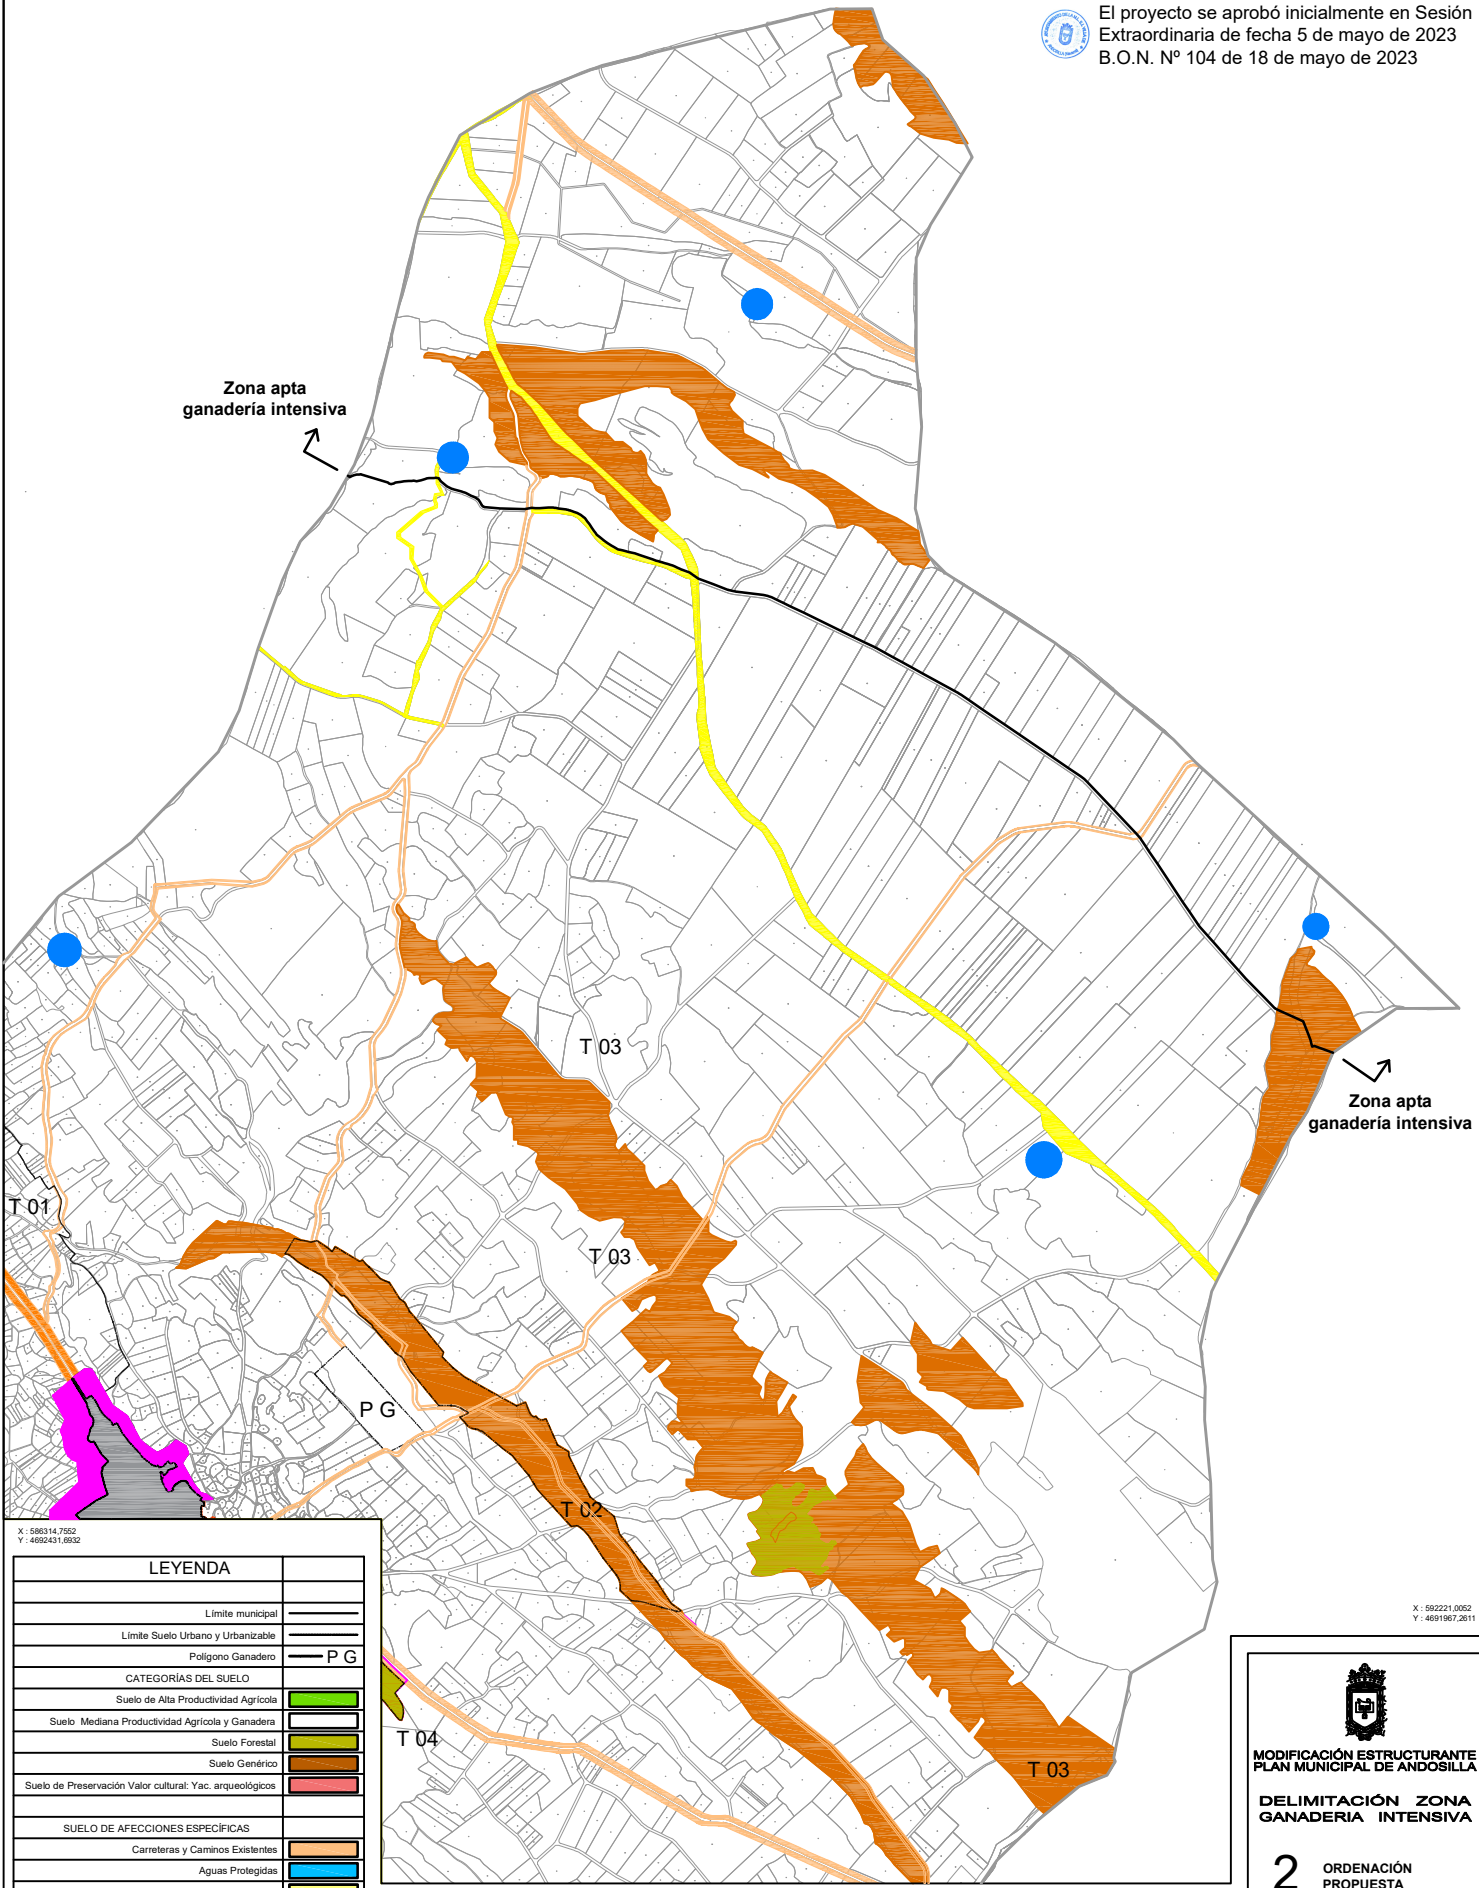 El proyecto se aprobó inicialmente en Sesión
Extraordinaria de fecha 5 de mayo de 2023
B.O.N. Nº 104 de 18 de mayo de 2023
Zona apta
ganadería intensiva
Zona apta
ganadería intensiva
T 03
T 01
T 03
P G
T 02
T 04
T 03
X : 586314,7552
Y : 4692431,6932
LEYENDA
Límite municipal
Límite Suelo Urbano y Urbanizable
Polígono Ganadero P G
CATEGORÍAS DEL SUELO
Suelo de Alta Productividad Agrícola
Suelo Mediana Productividad Agrícola y Ganadera
Suelo Forestal
Suelo Genérico
Suelo de Preservación Valor cultural: Yac. arqueológicos
SUELO DE AFECCIONES ESPECÍFICAS
Carreteras y Caminos Existentes
Aguas Protegidas
X : 592221,0052
Y : 4691967,2611
MODIFICACIÓN ESTRUCTURANTE
PLAN MUNICIPAL DE ANDOSILLA
DELIMITACIÓN ZONA
GANADERIA INTENSIVA
2 ORDENACIÓN
PROPUESTA